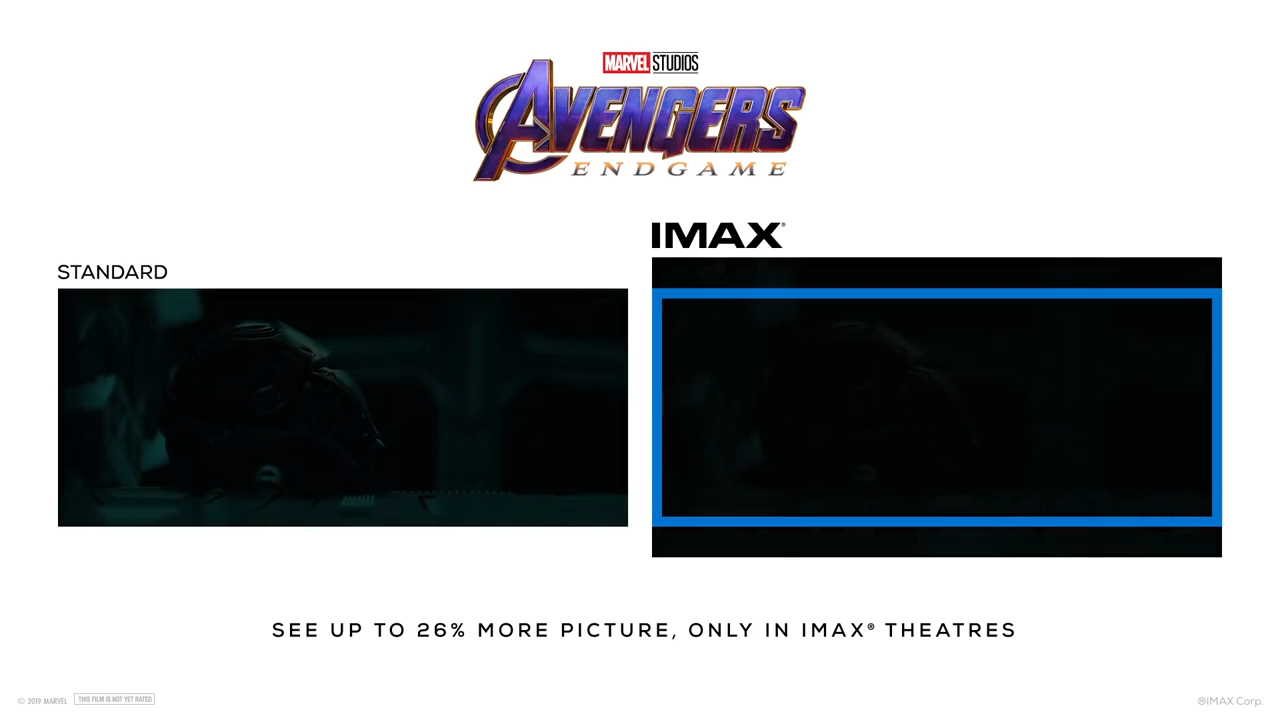 MARVEL STUDIOS
AVENGERS
ENDGAME
IMAX®
STANDARD
SEE UP TO 26% MORE PICTURE, ONLY IN IMAX® THEATRES
© 2019 MARVEL THIS FILM IS NOT YET RATED
®IMAX Corp.